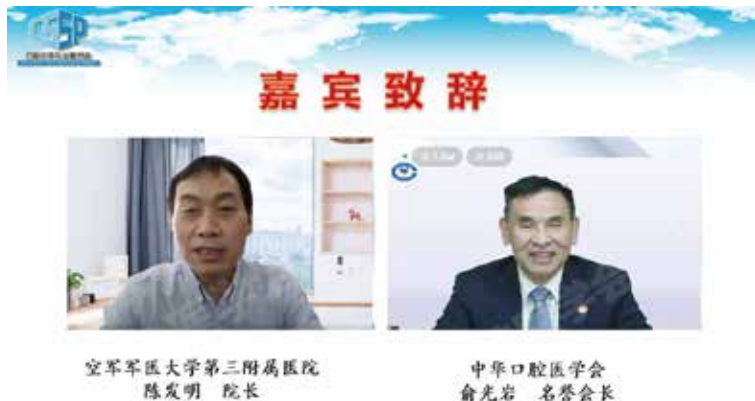 嘉宾致辞
空军军医大学第三附属医院
陈发明 院长
中华口腔医学会
俞光岩 名誉会长